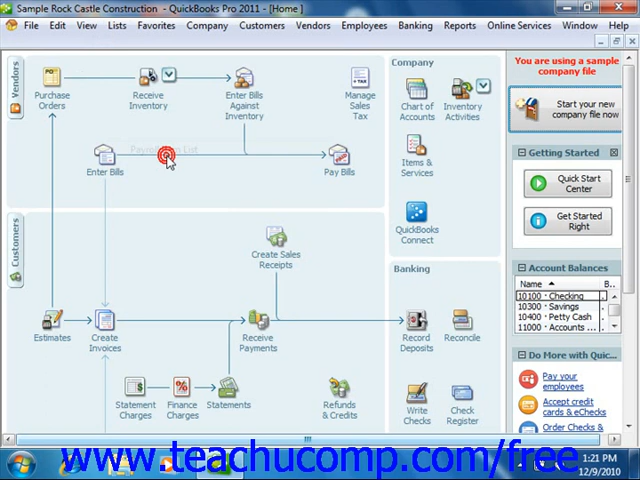 Sample Rock Castle Construction - QuickBooks Pro 2011 - [Home ]
File Edit View Lists Favorites Company Customers Vendors Employees Banking Reports Online Services Window Help
Vendors
Purchase Orders
Receive Inventory
Enter Bills Against Inventory
Manage Sales Tax
Enter Bills
Pay Bills
Customers
Create Sales Receipts
Estimates
Create Invoices
Receive Payments
Statement Charges
Finance Charges
Statements
Refunds & Credits
Company
Chart of Accounts
Inventory Activities
Items & Services
QuickBooks Connect
Banking
Record Deposits
Reconcile
Write Checks
Check Register
You are using a sample company file
Start your new company file now
Getting Started
Quick Start Center
Get Started Right
Account Balances
Name B..
10100 · Checking
10300 · Savings
10400 · Petty Cash
11000 · Accounts ...
Do More with Quic...
Pay your employees
Accept credit cards & eChecks
Order Checks &
www.teachucomp.com/free
1:21 PM
12/9/2010